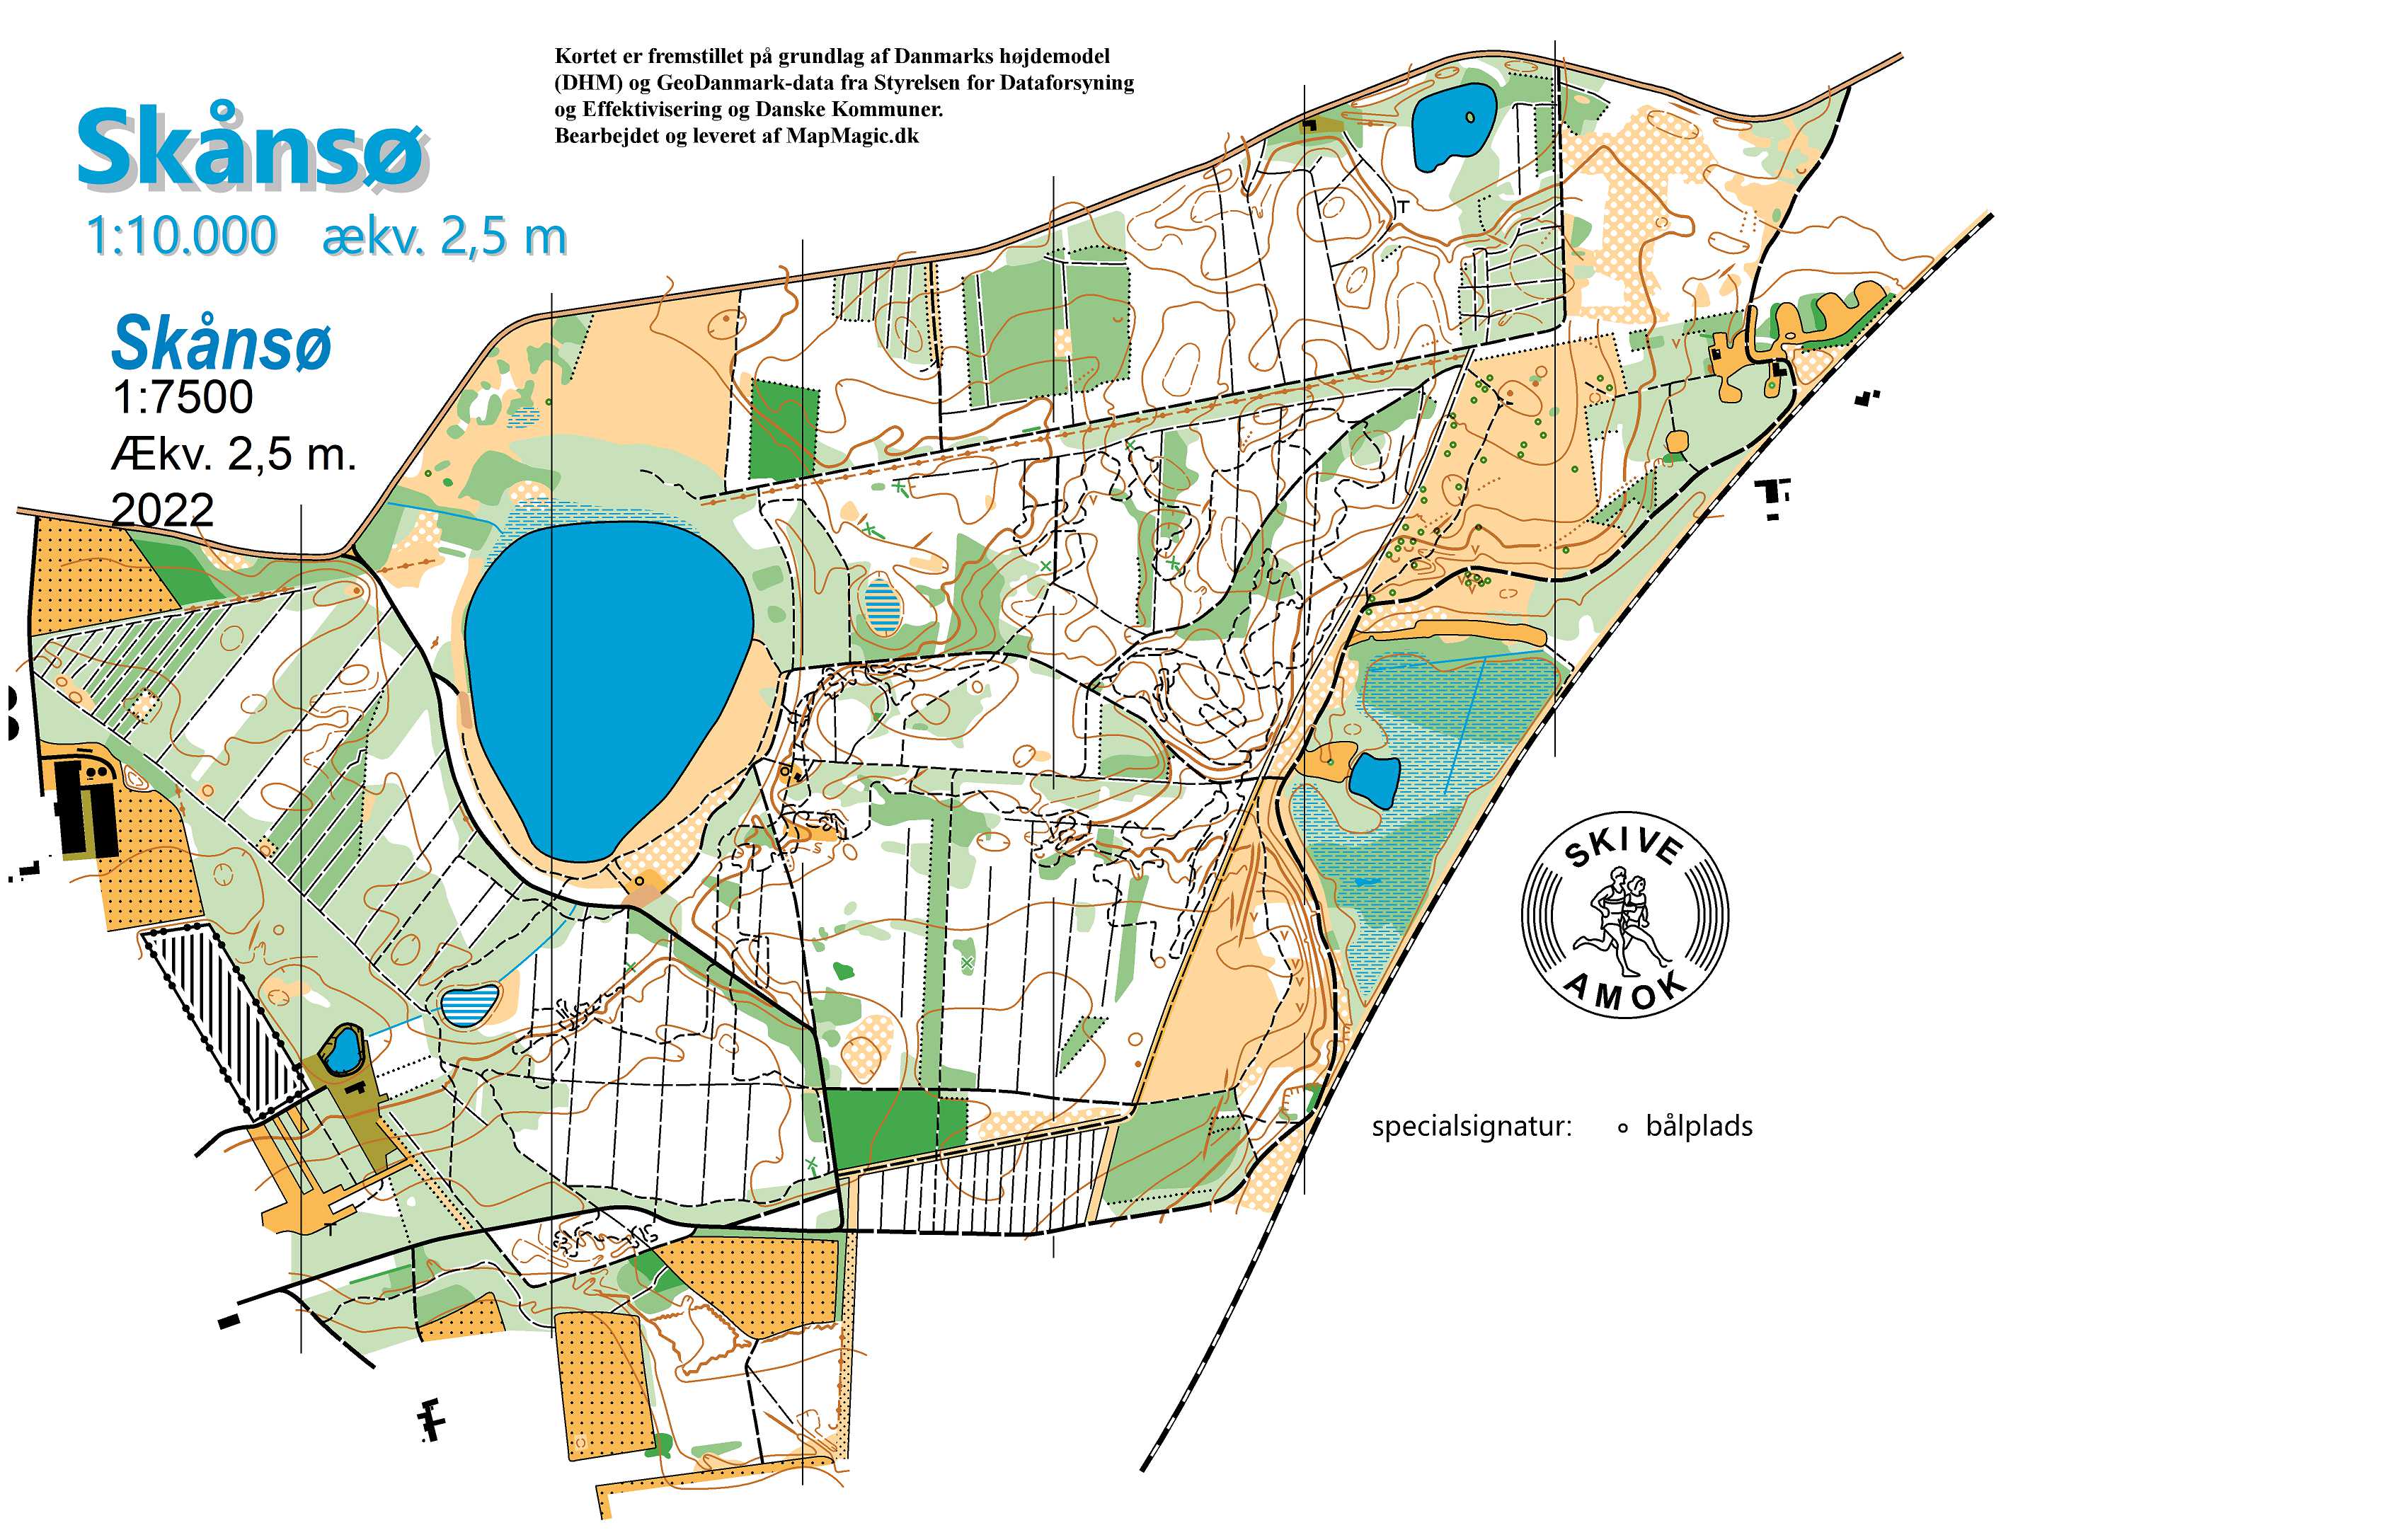 Kortet er fremstillet på grundlag af Danmarks højdemodel
(DHM) og GeoDanmark-data fra Styrelsen for Dataforsyning
og Effektivisering og Danske Kommuner.
Bearbejdet og leveret af MapMagic.dk
Skånsø
1:10.000 ækv. 2,5 m
Skånsø
1:7500
Ækv. 2,5 m.
2022
SKIVE
AMOK
specialsignatur: bålplads